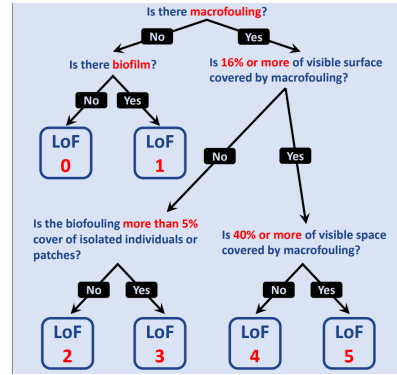 Is there macrofouling?
No
Yes
Is there biofilm?
Is 16% or more of visible surface
covered by macrofouling?
No
Yes
LoF
0
LoF
1
No
Yes
Is the biofouling more than 5%
cover of isolated individuals or
patches?
Is 40% or more of visible space
covered by macrofouling?
No
Yes
No
Yes
LoF
2
LoF
3
LoF
4
LoF
5